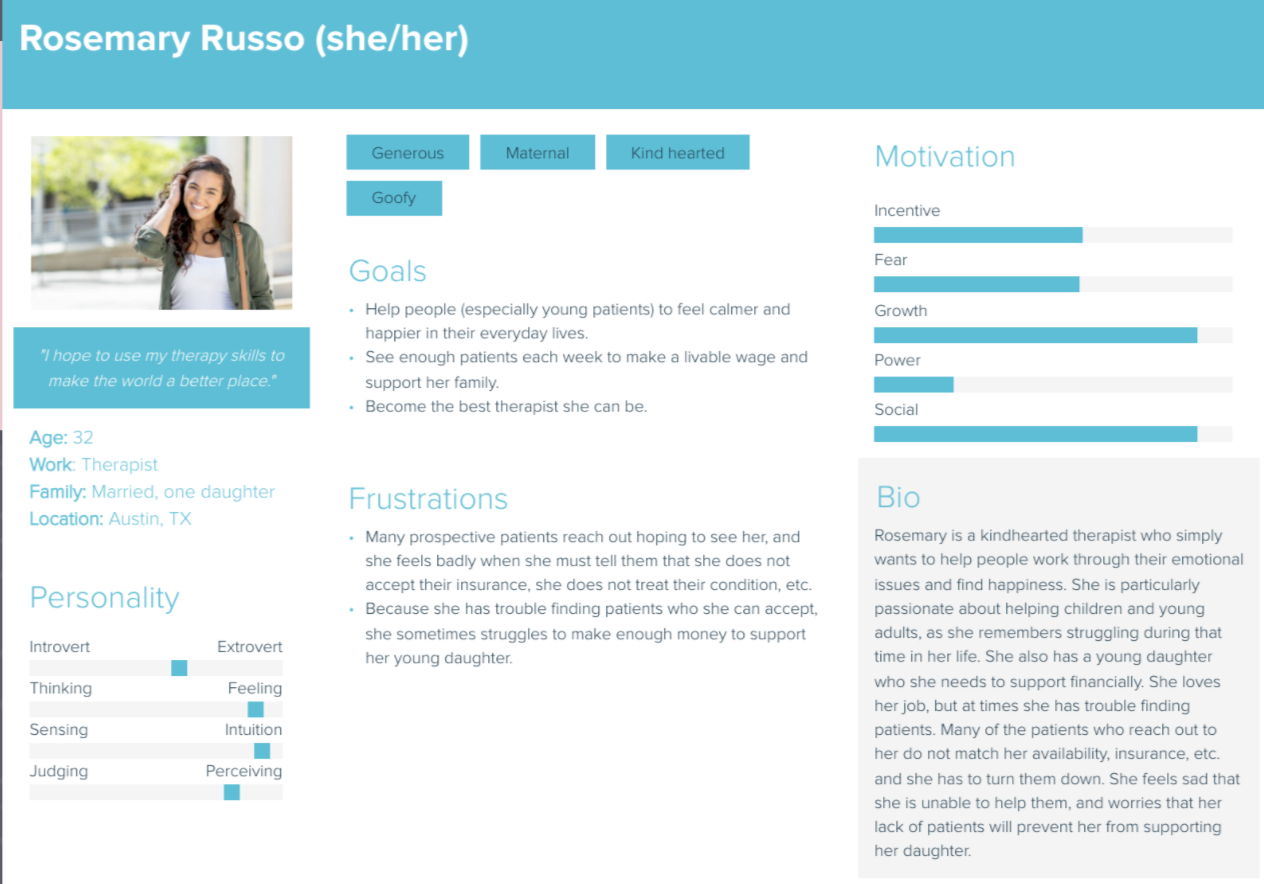 Rosemary Russo (she/her)
"I hope to use my therapy skills to
make the world a better place."
Age: 32
Work: Therapist
Family: Married, one daughter
Location: Austin, TX
Personality
Introvert Extrovert
Thinking Feeling
Sensing Intuition
Judging Perceiving
Generous Maternal Kind hearted
Goofy
Goals
• Help people (especially young patients) to feel calmer and
happier in their everyday lives.
• See enough patients each week to make a livable wage and
support her family.
• Become the best therapist she can be.
Frustrations
• Many prospective patients reach out hoping to see her, and
she feels badly when she must tell them that she does not
accept their insurance, she does not treat their condition, etc.
• Because she has trouble finding patients who she can accept,
she sometimes struggles to make enough money to support
her young daughter.
Motivation
Incentive
Fear
Growth
Power
Social
Bio
Rosemary is a kindhearted therapist who simply
wants to help people work through their emotional
issues and find happiness. She is particularly
passionate about helping children and young
adults, as she remembers struggling during that
time in her life. She also has a young daughter
who she needs to support financially. She loves
her job, but at times she has trouble finding
patients. Many of the patients who reach out to
her do not match her availability, insurance, etc.
and she has to turn them down. She feels sad that
she is unable to help them, and worries that her
lack of patients will prevent her from supporting
her daughter.